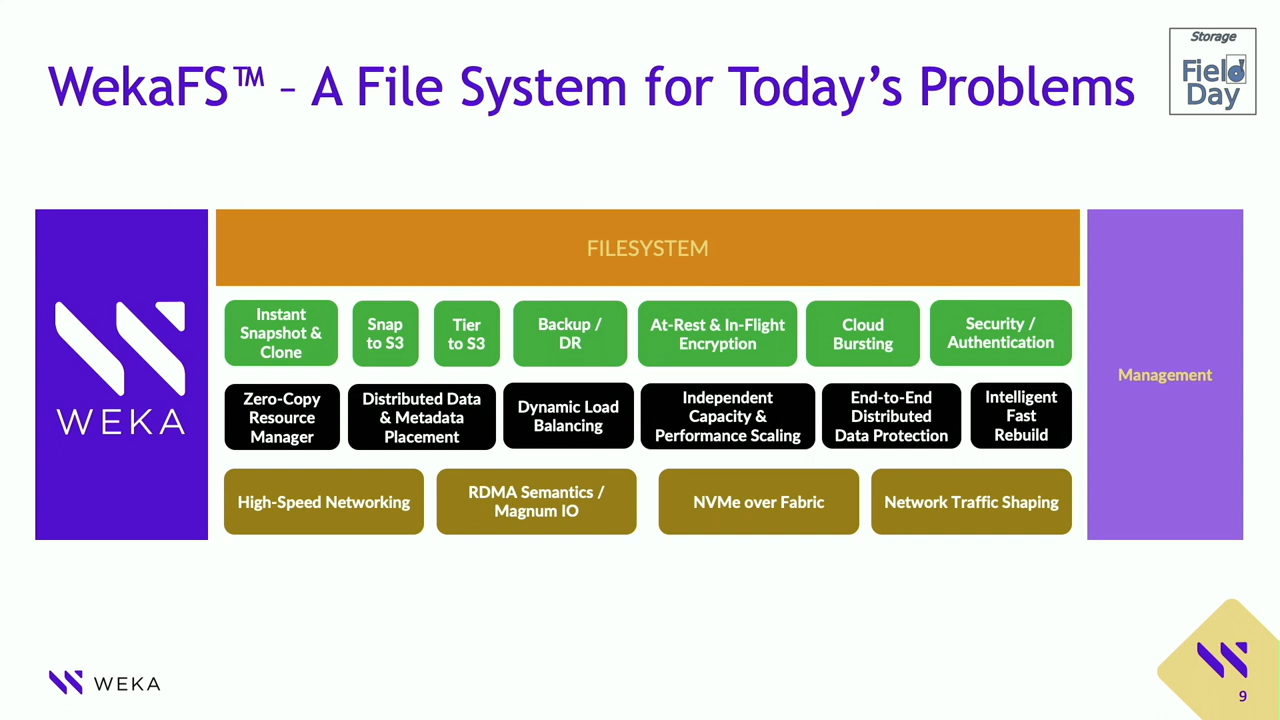 Storage
Field
Day
WekaFS™ – A File System for Today's Problems
WEKA
FILESYSTEM
Instant
Snapshot &
Clone
Snap
to S3
Tier
to S3
Backup /
DR
At-Rest & In-Flight
Encryption
Cloud
Bursting
Security /
Authentication
Zero-Copy
Resource
Manager
Distributed Data
& Metadata
Placement
Dynamic Load
Balancing
Independent
Capacity &
Performance Scaling
End-to-End
Distributed
Data Protection
Intelligent
Fast
Rebuild
High-Speed Networking
RDMA Semantics /
Magnum IO
NVMe over Fabric
Network Traffic Shaping
Management
WEKA
9